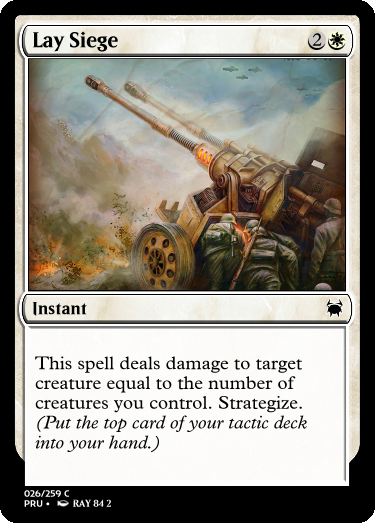 Lay Siege 2
Instant
This spell deals damage to target
creature equal to the number of
creatures you control. Strategize.
(Put the top card of your tactic deck
into your hand.)
026/259 C
PRU • RAY 84 2